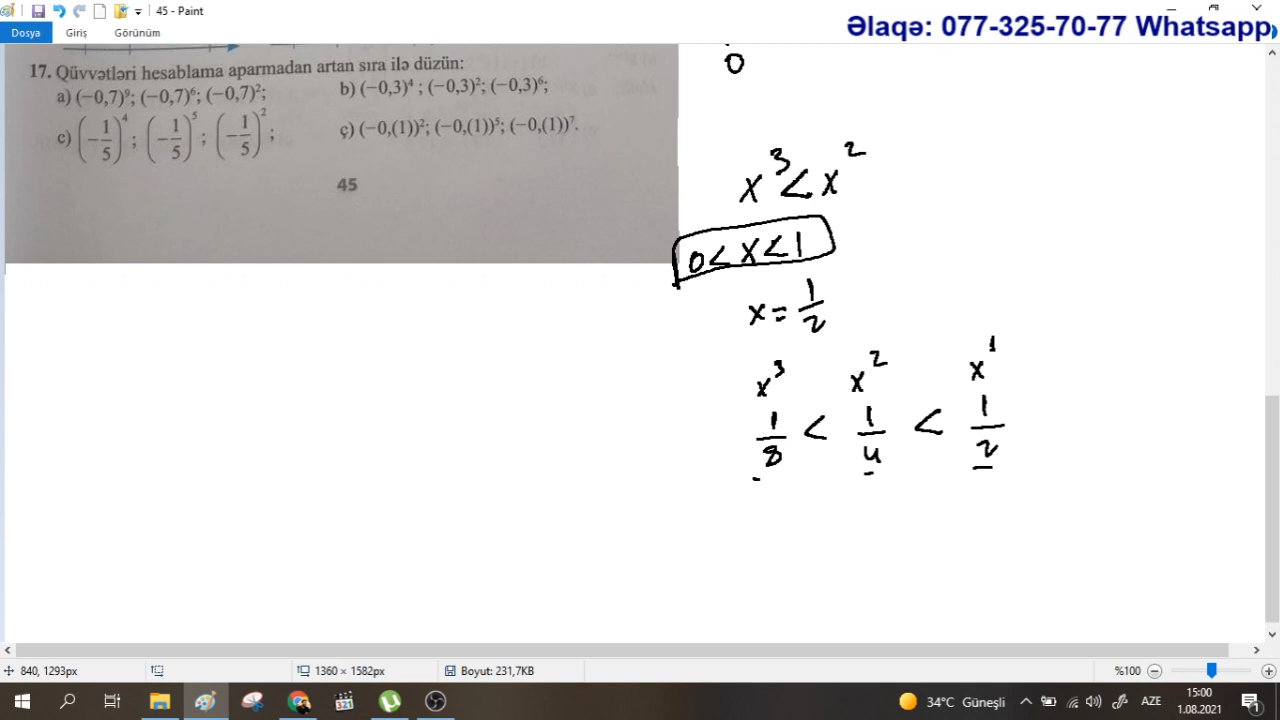 45 - Paint
Əlaqə: 077-325-70-77 Whatsapp
Dosya Giriş Görünüm
17. Qüvvətləri hesablama aparmadan artan sıra ilə düzün:
a) (−0,7)⁹; (−0,7)⁶; (−0,7)²; b) (−0,3)⁴ ; (−0,3)²; (−0,3)⁶;
c) (−1/5)⁴ ; (−1/5)⁵ ; (−1/5)² ; ç) (−0,(1))²; (−0,(1))⁵; (−0,(1))⁷.
45
0
x³ < x²
0 < x < 1
x = 1/2
x³ x² x¹
1/8 < 1/4 < 1/2
840, 1293px 1360 × 1582px Boyut: 231,7KB %100
34°C Güneşli AZE 15:00
1.08.2021 1